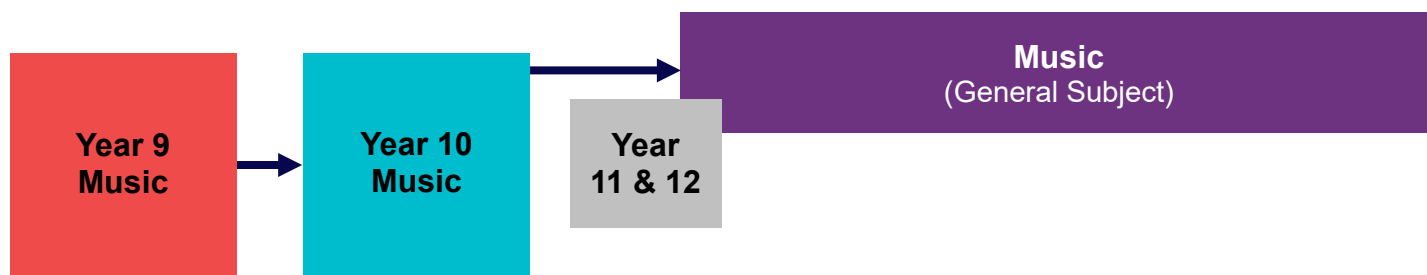 Year 9
Music
Year 10
Music
Year
11 & 12
Music
(General Subject)